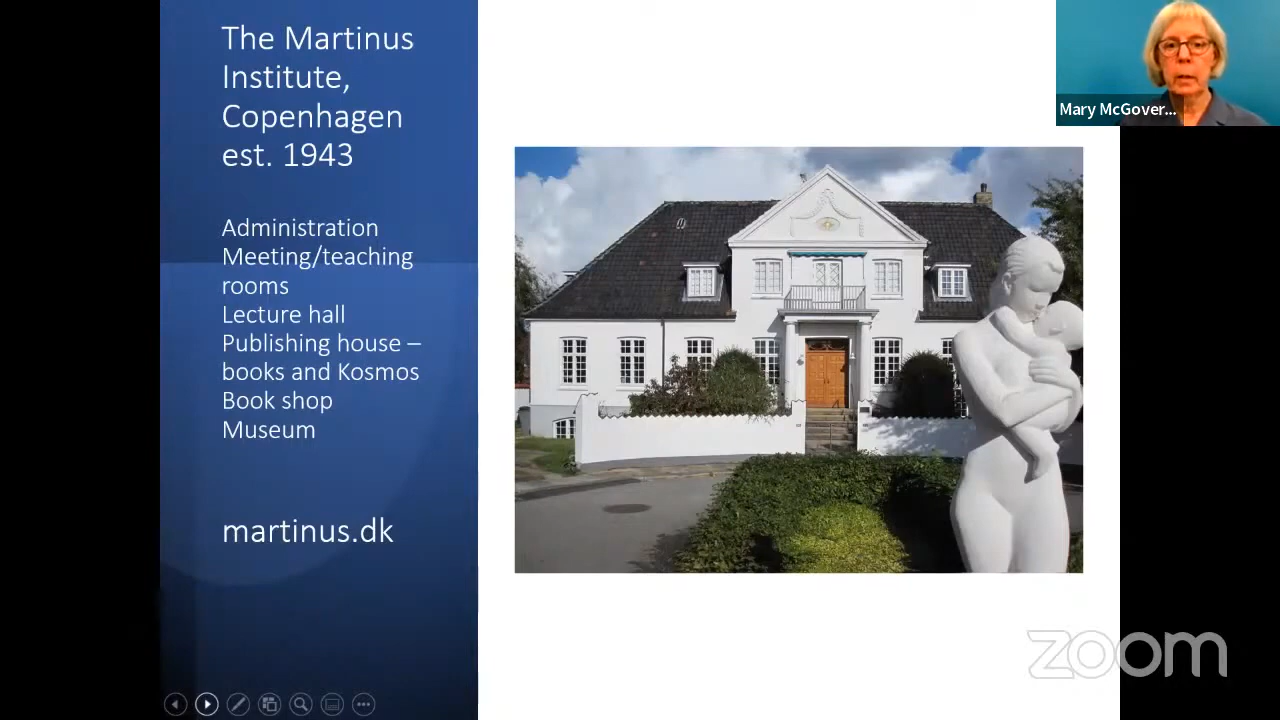 The Martinus
Institute,
Copenhagen
est. 1943
Administration
Meeting/teaching
rooms
Lecture hall
Publishing house –
books and Kosmos
Book shop
Museum
martinus.dk
Mary McGover...
zoom